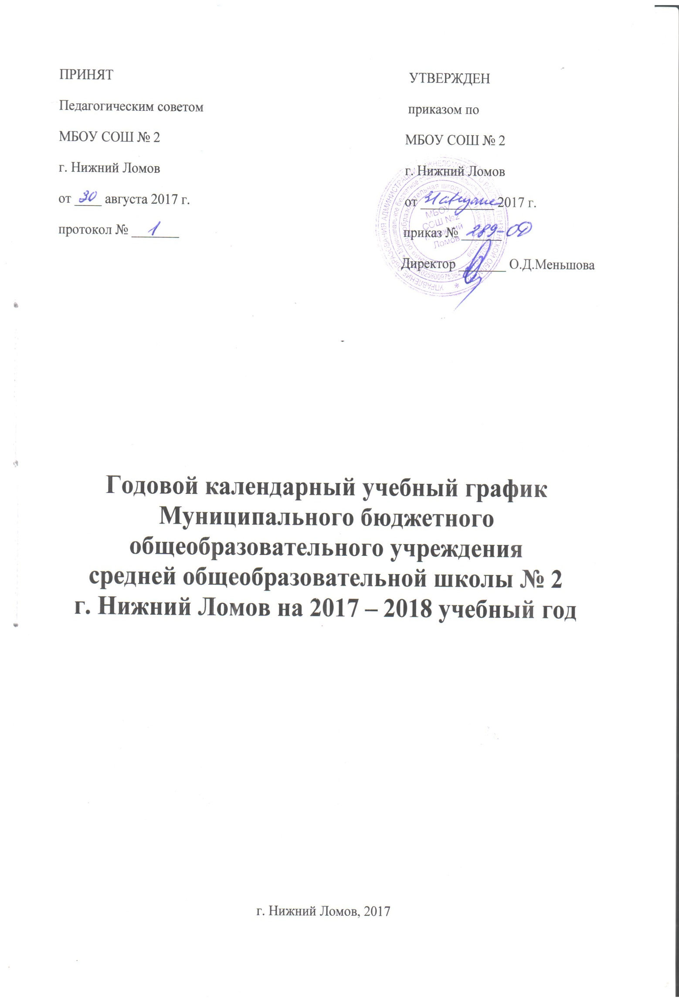 ПРИНЯТ
Педагогическим советом
МБОУ СОШ № 2
г. Нижний Ломов
от 30 августа 2017 г.
протокол № 1
УТВЕРЖДЕН
приказом по
МБОУ СОШ № 2
г. Нижний Ломов
от 31 августа 2017 г.
приказ № 289-ОД
Директор ________ О.Д.Меньшова
МБОУ
СОШ №2
г. Нижний
Ломов
Годовой календарный учебный график
Муниципального бюджетного
общеобразовательного учреждения
средней общеобразовательной школы № 2
г. Нижний Ломов на 2017 – 2018 учебный год
г. Нижний Ломов, 2017